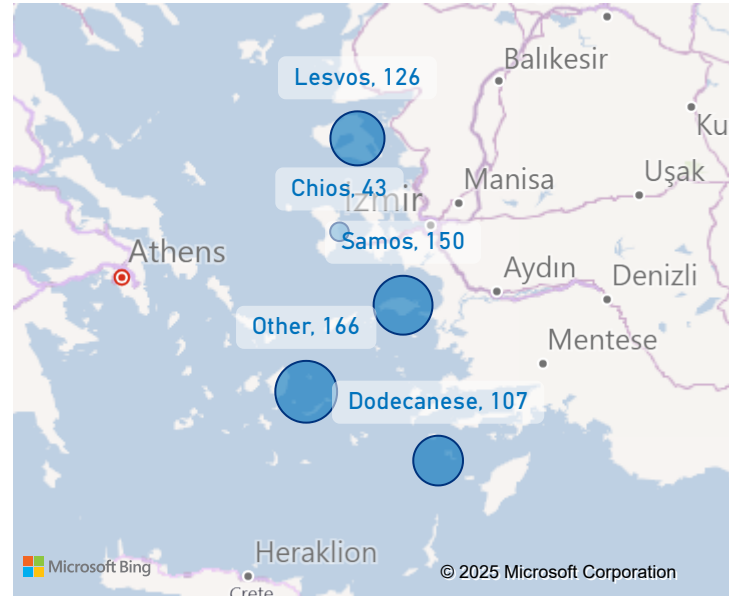 Balıkesir
Lesvos, 126
Ku
Uşak
Manisa
Chios, 43
Izmir
Samos, 150
Athens
Aydın
Denizli
Other, 166
Mentese
Dodecanese, 107
Heraklion
Microsoft Bing
© 2025 Microsoft Corporation
Crete